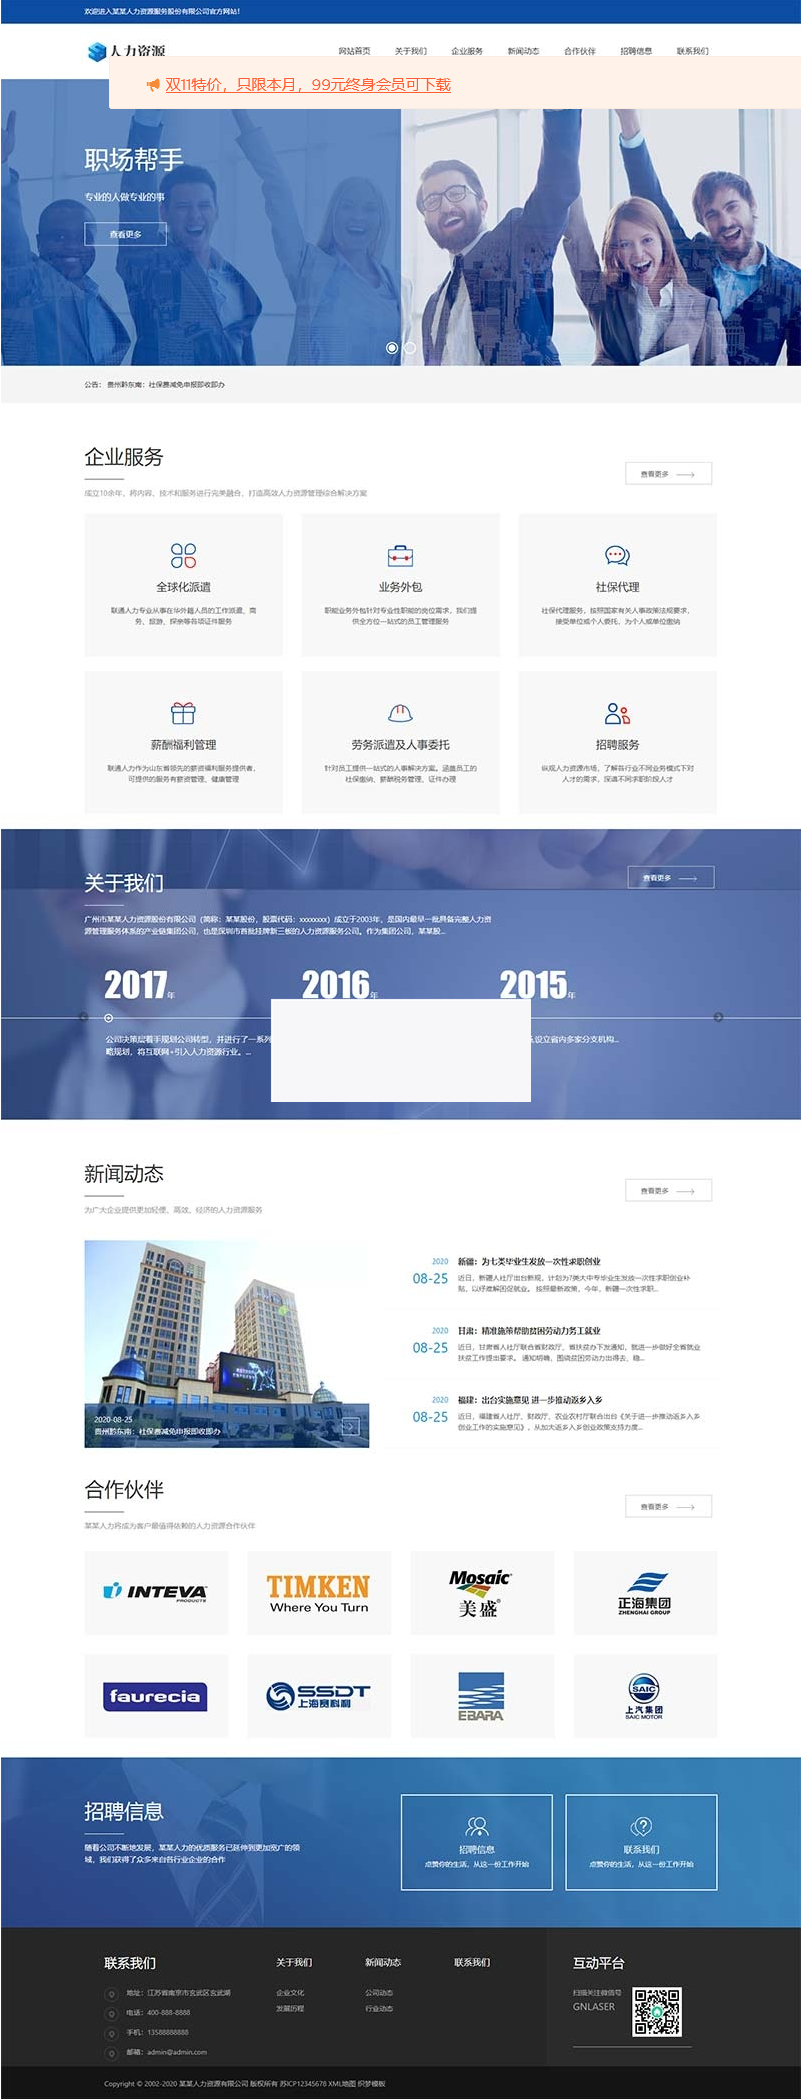 欢迎进入某某人力资源服务股份有限公司官方网站！
人力资源
网站首页 关于我们 企业服务 新闻动态 合作伙伴 招聘信息 联系我们
双11特价，只限本月，99元终身会员可下载
职场帮手
专业的人做专业的事
查看更多
公告： 贵州黔东南：社保费减免申报即收即办
企业服务
查看更多
成立10余年，将内容、技术和服务进行完美融合，打造高效人力资源管理综合解决方案
全球化派遣 业务外包 社保代理
联通人力专业从事在华外籍人员的工作派遣、商 职能业务外包针对专业性职能的岗位需求，我们提 社保代理服务，按照国家有关人事政策法规要求，
务、旅游、探亲等各项证件服务 供全方位一站式的员工管理服务 接受单位或个人委托，为个人或单位缴纳
薪酬福利管理 劳务派遣及人事委托 招聘服务
联通人力作为山东省领先的薪资福利服务提供者， 针对员工提供一站式的人事解决方案。涵盖员工的 纵观人力资源市场，了解各行业不同业务模式下对
可提供的服务有薪资管理、健康管理 社保缴纳、薪酬税务管理、证件办理 人才的需求，深谙不同求职阶段人才
关于我们
查看更多
广州市某某人力资源股份有限公司（简称：某某股份，股票代码：xxxxxxxx）成立于2003年，是国内最早一批具备完整人力资
源管理服务体系的产业链集团公司，也是深圳市首批挂牌新三板的人力资源服务公司。作为集团公司，某某股...
2017年 2016年 2015年
公司决策层着手规划公司转型，并进行了一系列 设立省内多家分支机构...
略规划，将互联网+引入人力资源行业。...
新闻动态
查看更多
为广大企业提供更加轻便、高效、经济的人力资源服务
2020 新疆：为七类毕业生发放一次性求职创业
08-25 近日，新疆人社厅出台新规，计划为7类大中专毕业生发放一次性求职创业补
贴，以纾难解困促就业。 按照最新政策，今年，新疆一次性求职...
2020 甘肃：精准施策帮助贫困劳动力务工就业
08-25 近日，甘肃省人社厅联合省财政厅、省扶贫办下发通知，就进一步做好全省就业
扶贫工作提出要求。 通知明确，围绕贫困劳动力出得去、稳...
2020 福建：出台实施意见 进一步推动返乡入乡
08-25 近日，福建省人社厅、财政厅、农业农村厅联合出台《关于进一步推动返乡入乡
创业工作的实施意见》，从加大返乡入乡创业政策支持力度...
2020-08-25
贵州黔东南：社保费减免申报即收即办
合作伙伴
查看更多
某某人力将成为客户最值得依赖的人力资源合作伙伴
INTEVA PRODUCTS
TIMKEN
Where You Turn
Mosaic
美盛
正海集团
ZHENGHAI GROUP
faurecia
SSDT
上海赛科利
EBARA
SAIC
上汽集团
SAIC MOTOR
招聘信息
随着公司不断地发展，某某人力的优质服务已延伸到更加宽广的领
域，我们获得了众多来自各行业企业的合作
招聘信息 联系我们
点赞你的生活，从这一份工作开始 点赞你的生活，从这一份工作开始
联系我们 关于我们 新闻动态 联系我们 互动平台
地址：江苏省南京市玄武区玄武湖 企业文化 公司动态 扫描关注微信号
电话：400-888-8888 发展历程 行业动态 GNLASER
手机：13588888888
邮箱：admin@admin.com
Copyright © 2002-2020 某某人力资源有限公司 版权所有 苏ICP12345678 XML地图 织梦模板